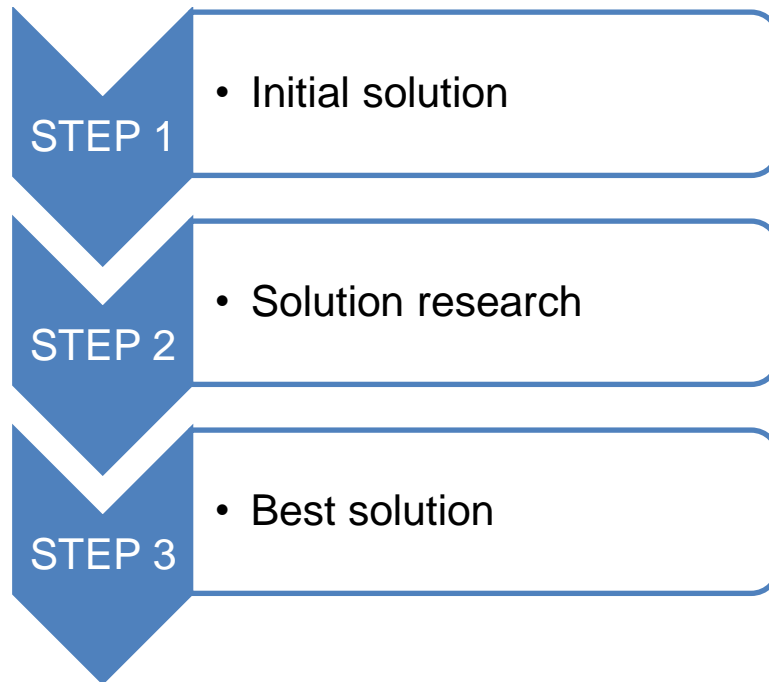 STEP 1
• Initial solution
STEP 2
• Solution research
STEP 3
• Best solution